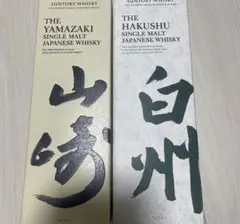 SUNTORY WHISKY
THE
YAMAZAKI
SINGLE MALT
JAPANESE WHISKY
山崎
SUNTORY WHISKY
THE
HAKUSHU
SINGLE MALT
JAPANESE WHISKY
白州